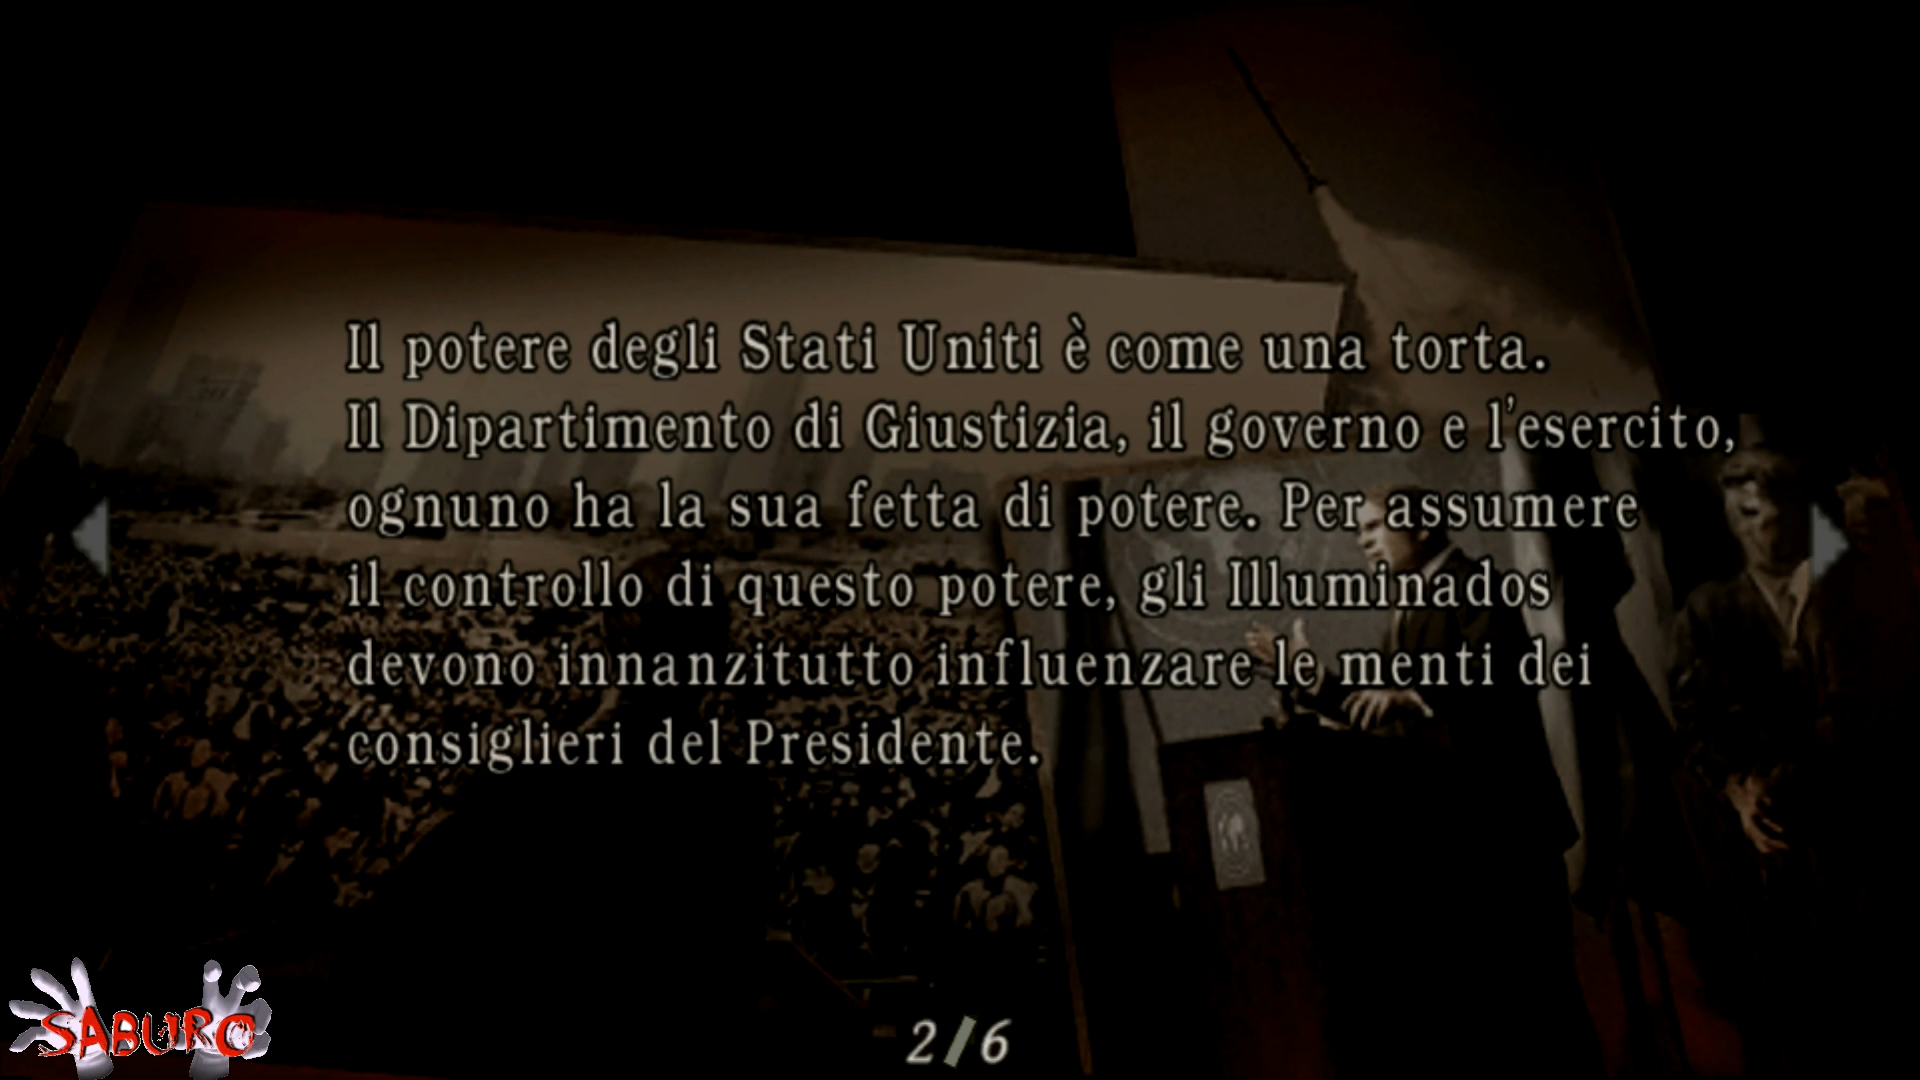 Il potere degli Stati Uniti è come una torta.
Il Dipartimento di Giustizia, il governo e l'esercito,
ognuno ha la sua fetta di potere. Per assumere
il controllo di questo potere, gli Illuminados
devono innanzitutto influenzare le menti dei
consiglieri del Presidente.
SABURO
2/6